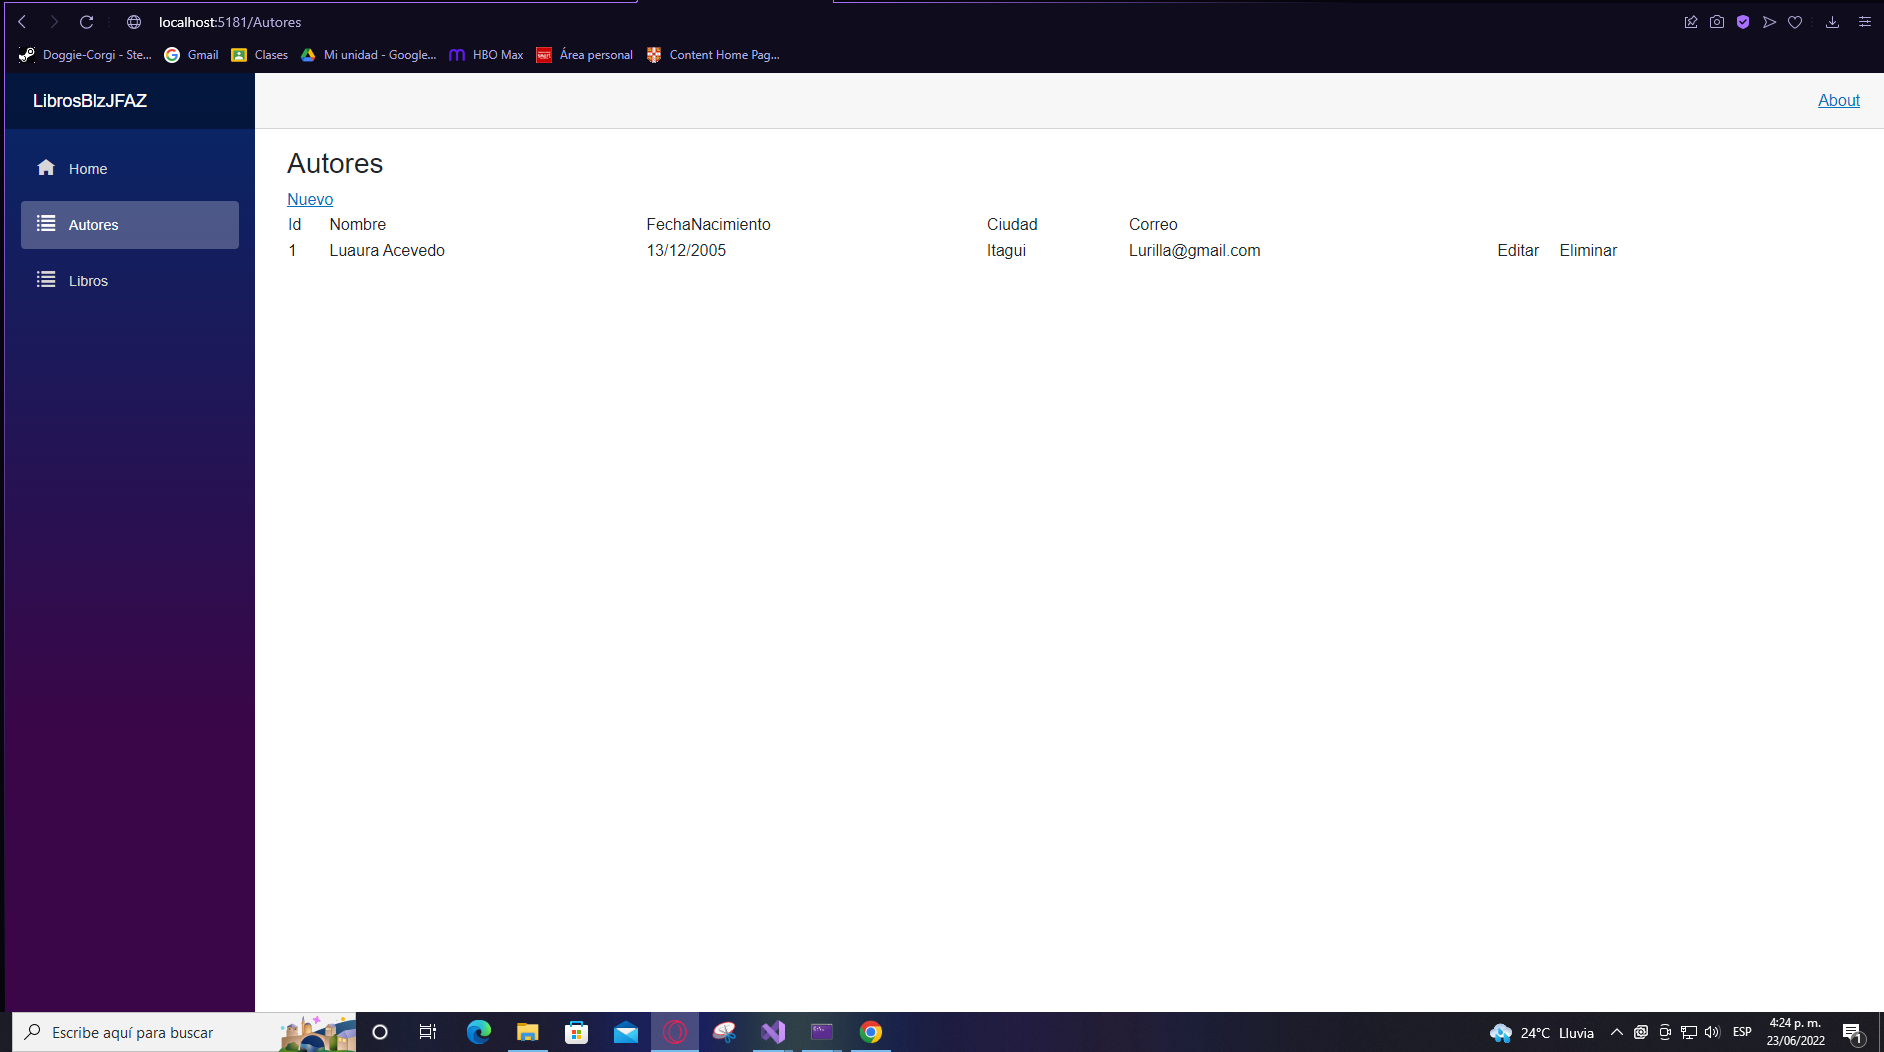 localhost:5181/Autores
Doggie-Corgi - Ste... Gmail Clases Mi unidad - Google... HBO Max Área personal Content Home Pag...
LibrosBlzJFAZ
About
Home
Autores
Libros
Autores
Nuevo
Id Nombre FechaNacimiento Ciudad Correo
1 Luaura Acevedo 13/12/2005 Itagui Lurilla@gmail.com Editar Eliminar
Escribe aquí para buscar
24°C Lluvia
ESP
4:24 p. m.
23/06/2022
1